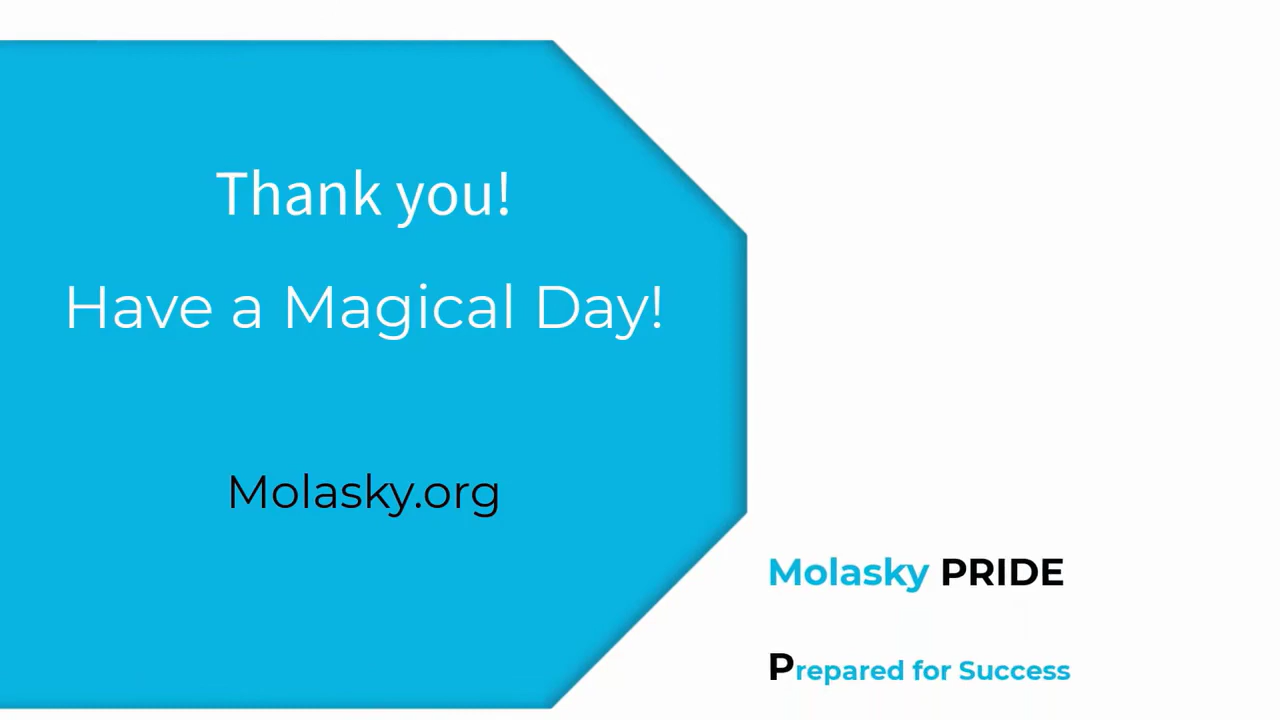 Thank you!
Have a Magical Day!
Molasky.org
Molasky PRIDE
Prepared for Success